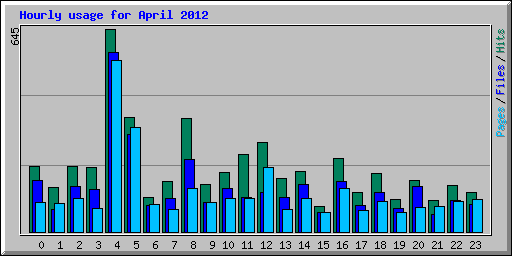 Hourly usage for April 2012
645
Pages / Files / Hits
0 1 2 3 4 5 6 7 8 9 10 11 12 13 14 15 16 17 18 19 20 21 22 23